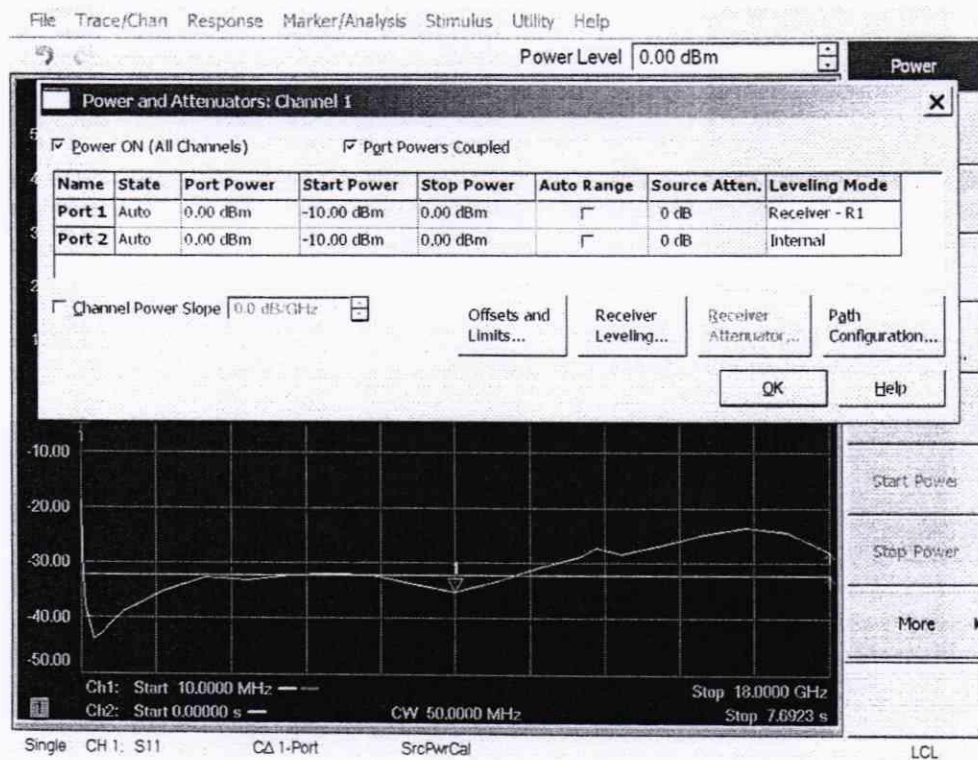 File Trace/Chan Response Marker/Analysis Stimulus Utility Help
Power Level 0.00 dBm
Power
Power and Attenuators: Channel 1
Power ON (All Channels) Port Powers Coupled
Name State Port Power Start Power Stop Power Auto Range Source Atten. Leveling Mode
Port 1 Auto 0.00 dBm -10.00 dBm 0.00 dBm 0 dB Receiver - R1
Port 2 Auto 0.00 dBm -10.00 dBm 0.00 dBm 0 dB Internal
Channel Power Slope 0.0 dB/GHz
Offsets and Limits...
Receiver Leveling...
Receiver Attenuator...
Path Configuration...
OK Help
-10.00
-20.00
-30.00
-40.00
-50.00
1
Start Power
Stop Power
More
Ch1: Start 10.0000 MHz Stop 18.0000 GHz
Ch2: Start 0.00000 s CW 50.0000 MHz Stop 7.6923 s
1
Single CH 1: S11 CΔ 1-Port SrcPwrCal LCL